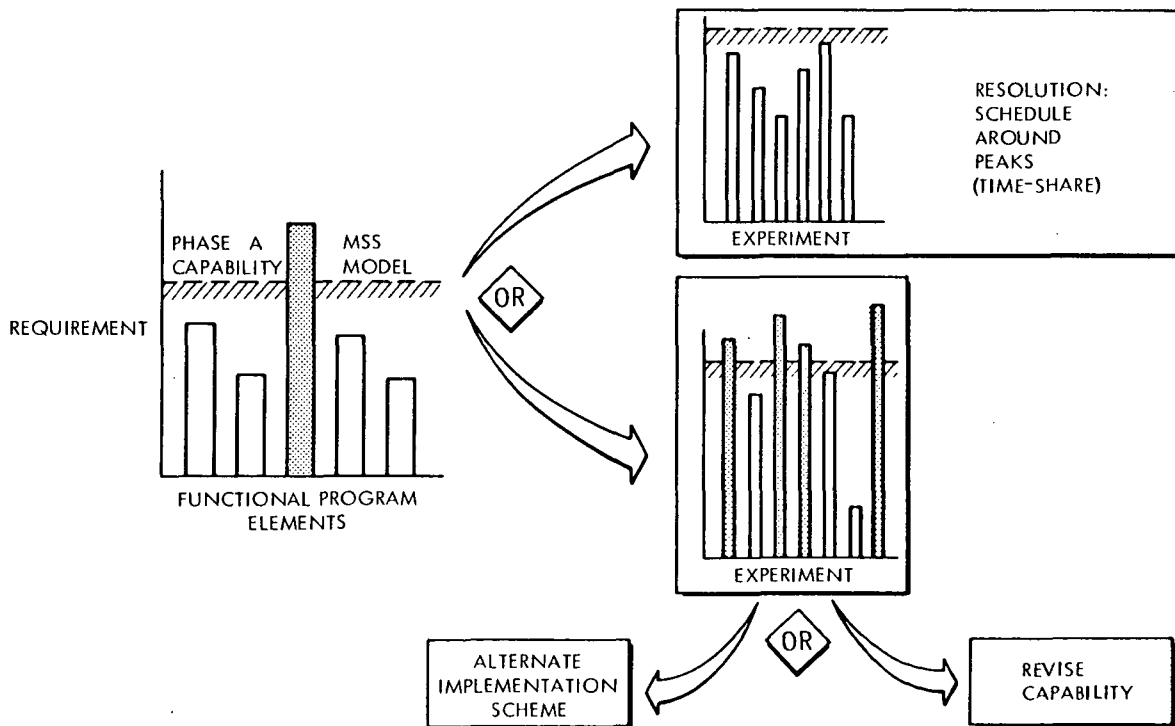 PHASE A
CAPABILITY
MSS
MODEL
REQUIREMENT
FUNCTIONAL PROGRAM
ELEMENTS
OR
EXPERIMENT
RESOLUTION:
SCHEDULE
AROUND
PEAKS
(TIME-SHARE)
EXPERIMENT
OR
ALTERNATE
IMPLEMENTATION
SCHEME
REVISE
CAPABILITY